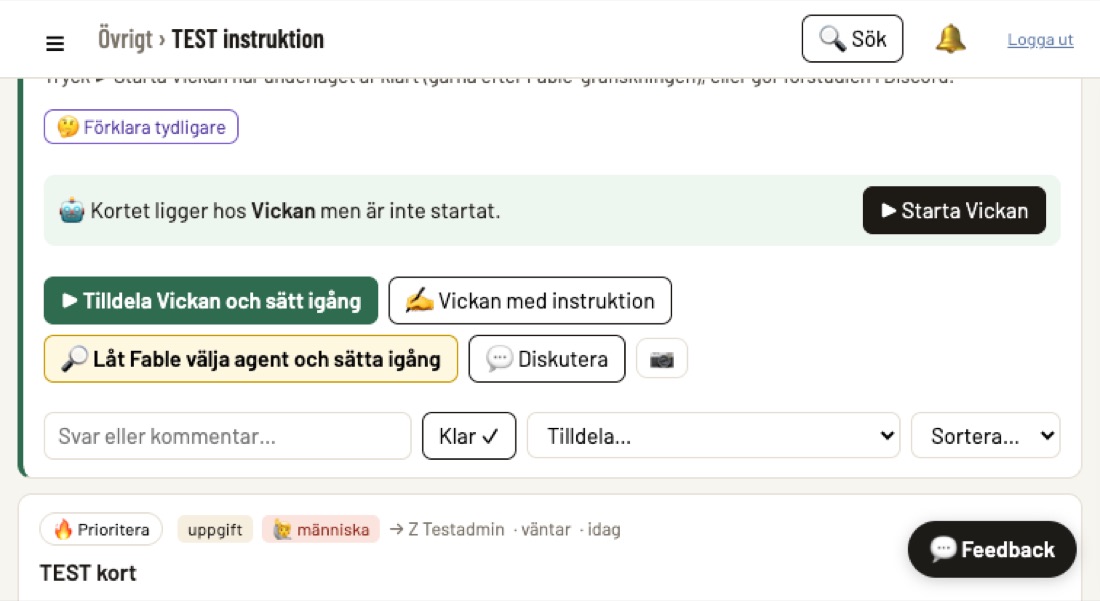 Övrigt › TEST instruktion
Sök
Logga ut
Förklara tydligare
Kortet ligger hos Vickan men är inte startat.
Starta Vickan
Tilldela Vickan och sätt igång
Vickan med instruktion
Låt Fable välja agent och sätta igång
Diskutera
Svar eller kommentar...
Klar ✓
Tilldela...
Sortera...
Prioritera uppgift människa → Z Testadmin · väntar · idag
Feedback
TEST kort